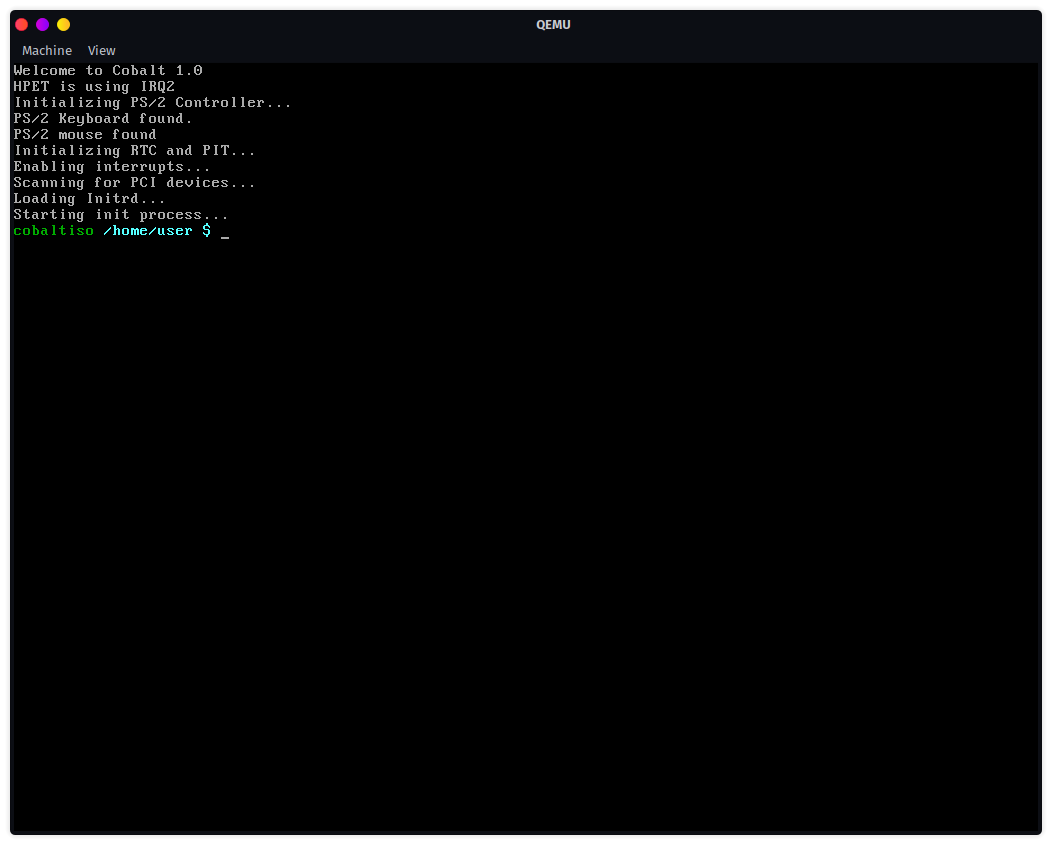 QEMU
Machine View
Welcome to Cobalt 1.0
HPET is using IRQ2
Initializing PS/2 Controller...
PS/2 Keyboard found.
PS/2 mouse found
Initializing RTC and PIT...
Enabling interrupts...
Scanning for PCI devices...
Loading Initrd...
Starting init process...
cobaltiso /home/user $ _